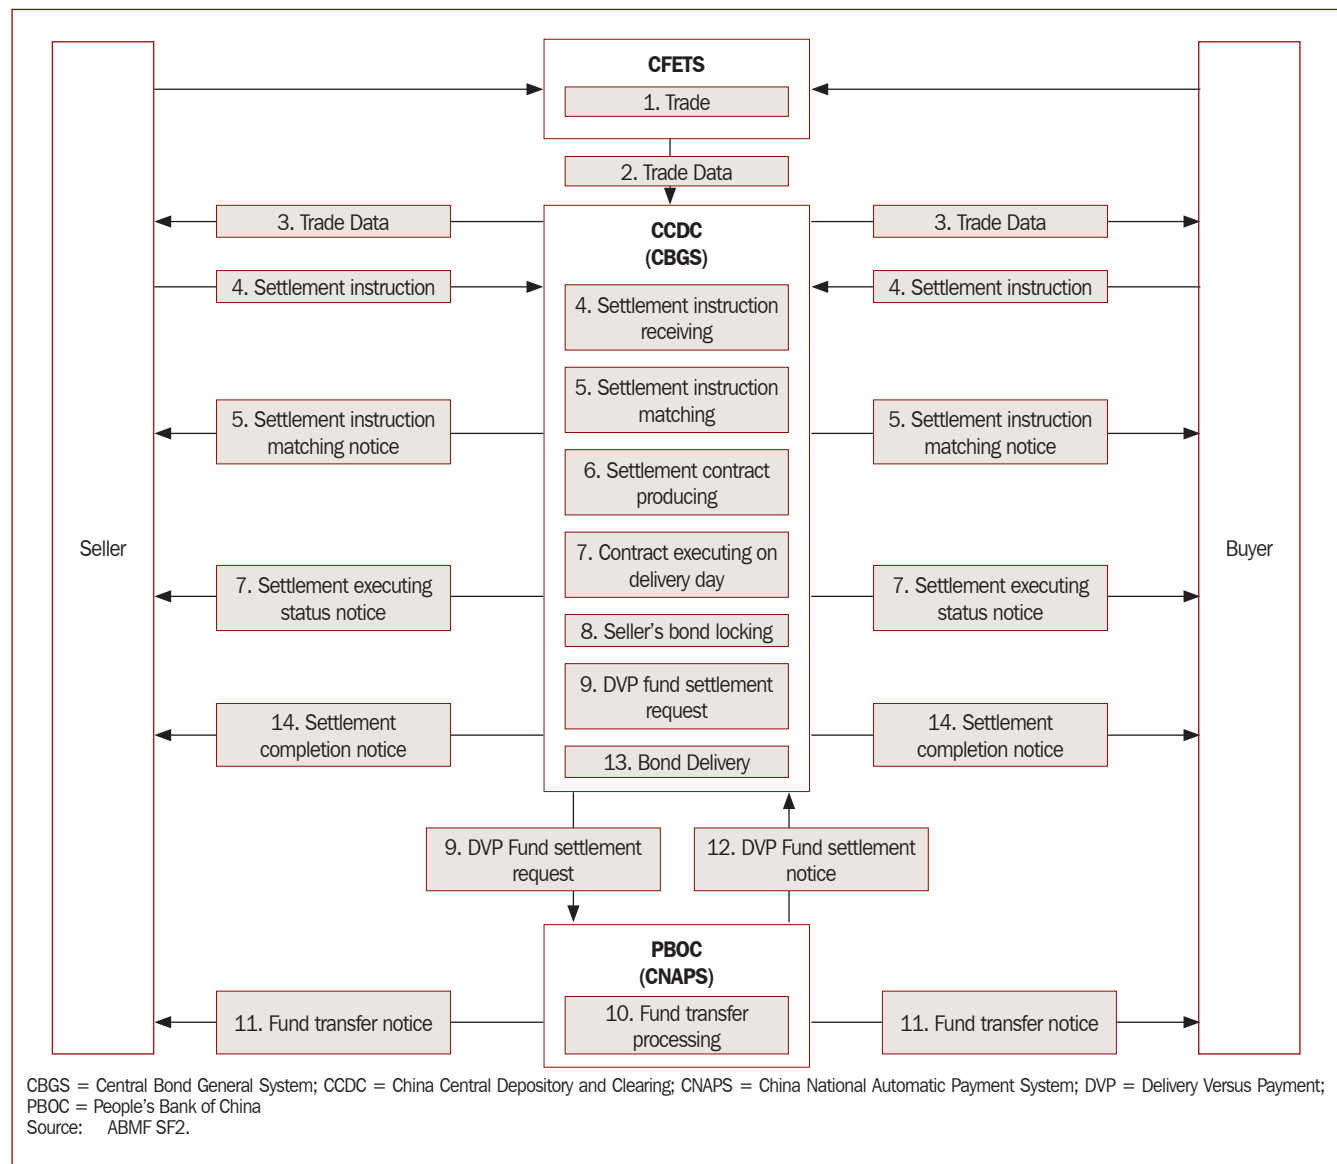 CFETS
1. Trade
2. Trade Data
3. Trade Data
3. Trade Data
CCDC
(CBGS)
4. Settlement instruction
4. Settlement instruction
4. Settlement instruction
receiving
5. Settlement instruction
matching
5. Settlement instruction
matching notice
5. Settlement instruction
matching notice
6. Settlement contract
producing
Seller
Buyer
7. Contract executing on
delivery day
7. Settlement executing
status notice
7. Settlement executing
status notice
8. Seller's bond locking
9. DVP fund settlement
request
14. Settlement
completion notice
14. Settlement
completion notice
13. Bond Delivery
9. DVP Fund settlement
request
12. DVP Fund settlement
notice
PBOC
(CNAPS)
10. Fund transfer
processing
11. Fund transfer notice
11. Fund transfer notice
CBGS = Central Bond General System; CCDC = China Central Depository and Clearing; CNAPS = China National Automatic Payment System; DVP = Delivery Versus Payment;
PBOC = People's Bank of China
Source: ABMF SF2.